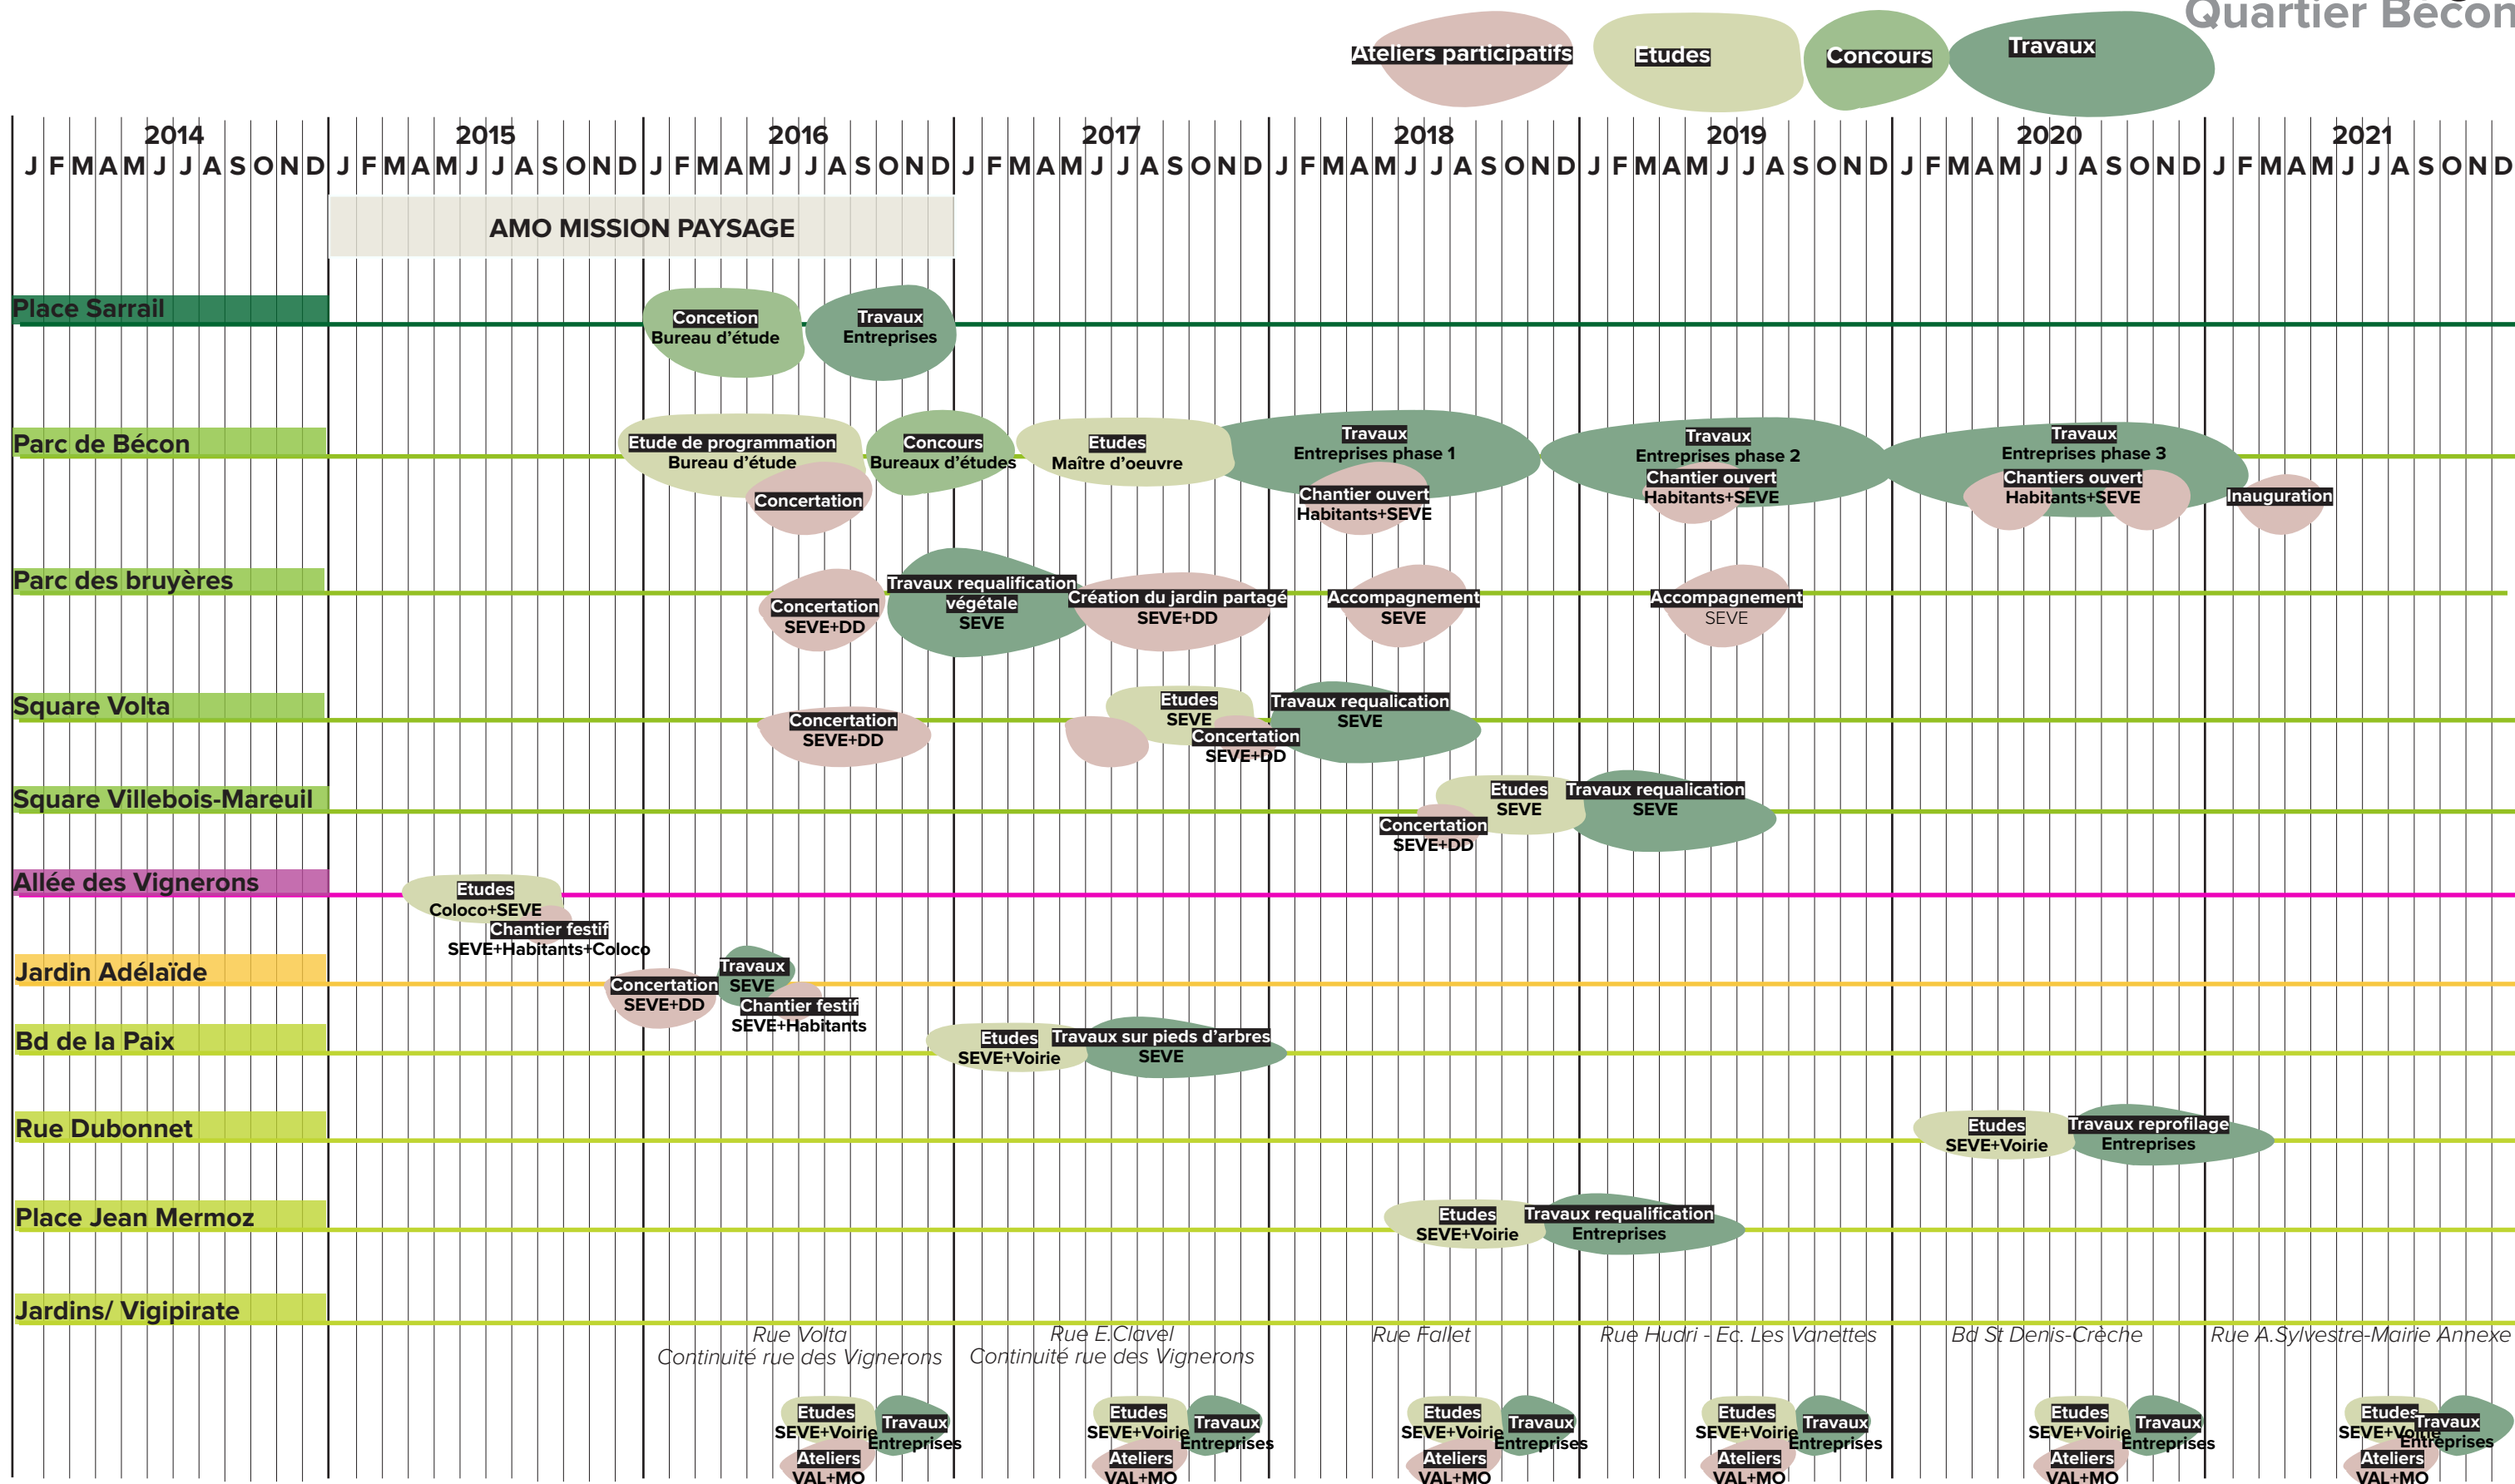 Quartier Bécon
Ateliers participatifs
Etudes
Concours
Travaux
2014 2015 2016 2017 2018 2019 2020 2021
J F M A M J J A S O N D J F M A M J J A S O N D J F M A M J J A S O N D J F M A M J J A S O N D J F M A M J J A S O N D J F M A M J J A S O N D J F M A M J J A S O N D J F M A M J J A S O N D
AMO MISSION PAYSAGE
Place Sarrail
Concetion
Bureau d'étude
Travaux
Entreprises
Parc de Bécon
Etude de programmation
Bureau d'étude
Concertation
Concours
Bureaux d'études
Etudes
Maître d'oeuvre
Travaux
Entreprises phase 1
Chantier ouvert
Habitants+SEVE
Travaux
Entreprises phase 2
Chantier ouvert
Habitants+SEVE
Travaux
Entreprises phase 3
Chantiers ouvert
Habitants+SEVE
Inauguration
Parc des bruyères
Concertation
SEVE+DD
Travaux requalification
végétale
SEVE
Création du jardin partagé
SEVE+DD
Accompagnement
SEVE
Accompagnement
SEVE
Square Volta
Concertation
SEVE+DD
Etudes
SEVE
Concertation
SEVE+DD
Travaux requalication
SEVE
Square Villebois-Mareuil
Concertation
SEVE+DD
Etudes
SEVE
Travaux requalication
SEVE
Allée des Vignerons
Etudes
Coloco+SEVE
Chantier festif
SEVE+Habitants+Coloco
Jardin Adélaïde
Concertation
SEVE+DD
Travaux
SEVE
Chantier festif
SEVE+Habitants
Bd de la Paix
Etudes
SEVE+Voirie
Travaux sur pieds d'arbres
SEVE
Rue Dubonnet
Etudes
SEVE+Voirie
Travaux reprofilage
Entreprises
Place Jean Mermoz
Etudes
SEVE+Voirie
Travaux requalification
Entreprises
Jardins/ Vigipirate
Rue Volta
Continuité rue des Vignerons
Etudes
SEVE+Voirie
Travaux
Entreprises
Ateliers
VAL+MO
Rue E.Clavel
Continuité rue des Vignerons
Etudes
SEVE+Voirie
Travaux
Entreprises
Ateliers
VAL+MO
Rue Fallet
Etudes
SEVE+Voirie
Travaux
Entreprises
Ateliers
VAL+MO
Rue Hudri - Ec. Les Vanettes
Etudes
SEVE+Voirie
Travaux
Entreprises
Ateliers
VAL+MO
Bd St Denis-Crèche
Etudes
SEVE+Voirie
Travaux
Entreprises
Ateliers
VAL+MO
Rue A.Sylvestre-Mairie Annexe
Etudes
SEVE+Voirie
Travaux
Entreprises
Ateliers
VAL+MO